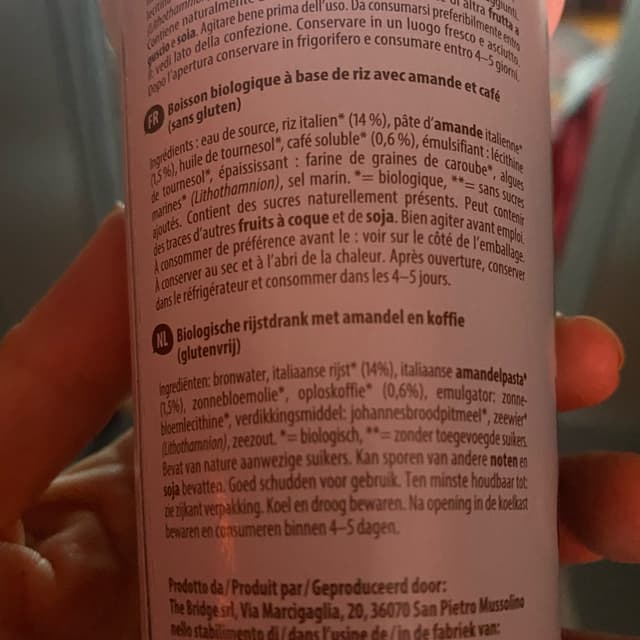 aggiunti.
di altra frutta a
lecitina
(Lithothamnion)
Contiene naturalmente
guscio e soia. Agitare bene prima dell'uso. Da consumarsi preferibilmente entro
il: vedi lato della confezione. Conservare in un luogo fresco e asciutto.
Dopo l'apertura conservare in frigorifero e consumare entro 4–5 giorni.
FR Boisson biologique à base de riz avec amande et café
(sans gluten)
Ingrédients : eau de source, riz italien* (14 %), pâte d'amande italienne*
(1,5 %), huile de tournesol*, café soluble* (0,6 %), émulsifiant : lécithine
de tournesol*, épaississant : farine de graines de caroube*, algues
marines* (Lithothamnion), sel marin. *= biologique, **= sans sucres
ajoutés. Contient des sucres naturellement présents. Peut contenir
des traces d'autres fruits à coque et de soja. Bien agiter avant emploi.
À consommer de préférence avant le : voir sur le côté de l'emballage.
À conserver au sec et à l'abri de la chaleur. Après ouverture, conserver
dans le réfrigérateur et consommer dans les 4–5 jours.
NL Biologische rijstdrank met amandel en koffie
(glutenvrij)
Ingrediënten: bronwater, italiaanse rijst* (14%), italiaanse amandelpasta*
(1,5%), zonnebloemolie*, oploskoffie* (0,6%), emulgator: zonne-
bloemlecithine*, verdikkingsmiddel: johannesbroodpitmeel*, zeewier*
(Lithothamnion), zeezout. *= biologisch, **= zonder toegevoegde suikers.
Bevat van nature aanwezige suikers. Kan sporen van andere noten en
soja bevatten. Goed schudden voor gebruik. Ten minste houdbaar tot:
zie zijkant verpakking. Koel en droog bewaren. Na opening in de koelkast
bewaren en consumeren binnen 4–5 dagen.
Prodotto da/Produit par/Geproduceerd door:
The Bridge srl, Via Marcigaglia, 20, 36070 San Pietro Mussolino
nello stabilimento di/dans l'usine de/in de fabriek van: